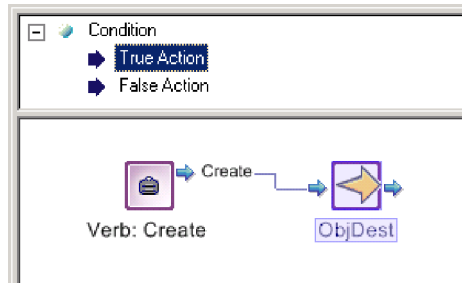 Condition
True Action
False Action
Create
Verb: Create
ObjDest